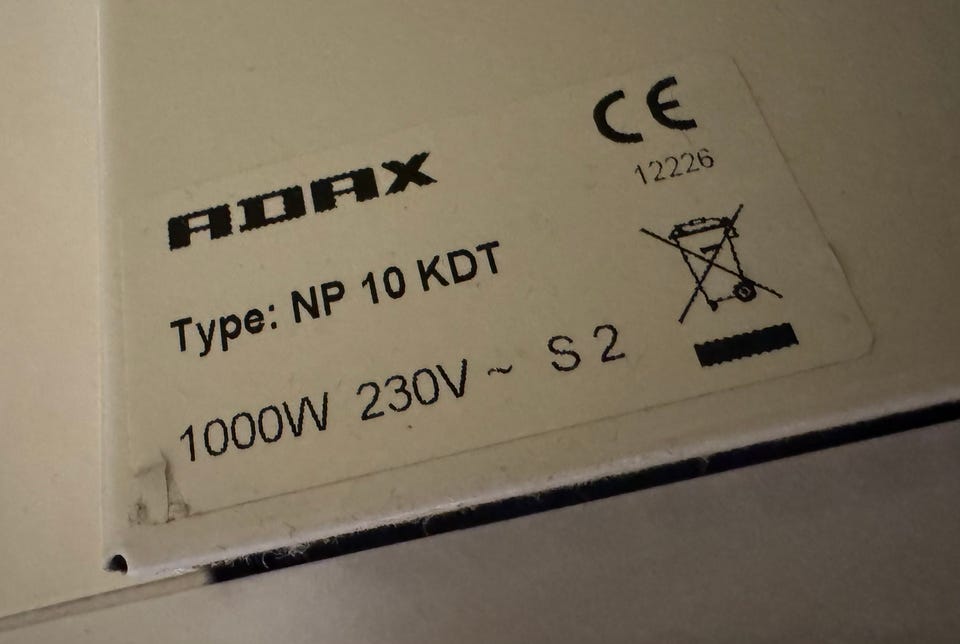 CE
12226
ADAX
Type: NP 10 KDT
1000W 230V ~ S 2